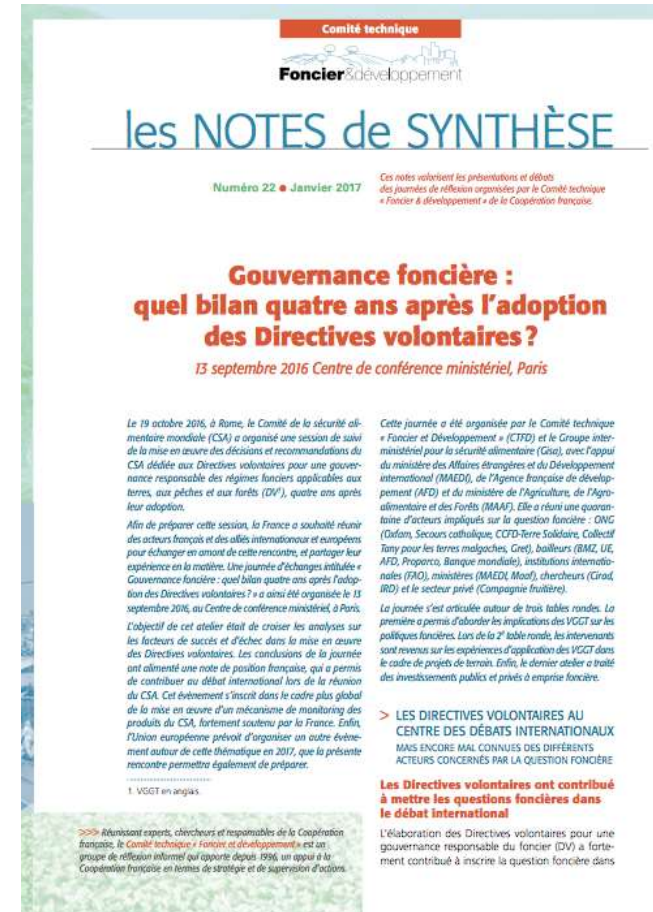 Comité technique
Foncier&développement
les NOTES de SYNTHÈSE
Numéro 22 ● Janvier 2017
Ces notes valorisent les présentations et débats
des journées de réflexion organisées par le Comité technique
« Foncier & développement » de la Coopération française.
Gouvernance foncière :
quel bilan quatre ans après l'adoption
des Directives volontaires ?
13 septembre 2016 Centre de conférence ministériel, Paris
Le 19 octobre 2016, à Rome, le Comité de la sécurité ali-
mentaire mondiale (CSA) a organisé une session de suivi
de la mise en œuvre des décisions et recommandations du
CSA dédiée aux Directives volontaires pour une gouver-
nance responsable des régimes fonciers applicables aux
terres, aux pêches et aux forêts (DV¹), quatre ans après
leur adoption.
Afin de préparer cette session, la France a souhaité réunir
des acteurs français et des alliés internationaux et européens
pour échanger en amont de cette rencontre, et partager leur
expérience en la matière. Une journée d'échanges intitulée «
Gouvernance foncière : quel bilan quatre ans après l'adop-
tion des Directives volontaires ? » a ainsi été organisée le 13
septembre 2016, au Centre de conférence ministériel, à Paris.
L'objectif de cet atelier était de croiser les analyses sur
les facteurs de succès et d'échec dans la mise en œuvre
des Directives volontaires. Les conclusions de la journée
ont alimenté une note de position française, qui a permis
de contribuer au débat international lors de la réunion
du CSA. Cet évènement s'inscrit dans le cadre plus global
de la mise en œuvre d'un mécanisme de monitoring des
produits du CSA, fortement soutenu par la France. Enfin,
l'Union européenne prévoit d'organiser un autre évène-
ment autour de cette thématique en 2017, que la présente
rencontre permettra également de préparer.
1. VGGT en anglais.
>>> Réunissant experts, chercheurs et responsables de la Coopération
française, le Comité technique « Foncier et développement » est un
groupe de réflexion informel qui apporte depuis 1996, un appui à la
Coopération française en termes de stratégie et de supervision d'actions.
Cette journée a été organisée par le Comité technique
« Foncier et Développement » (CTFD) et le Groupe inter-
ministériel pour la sécurité alimentaire (Gisa), avec l'appui
du ministère des Affaires étrangères et du Développement
international (MAEDI), de l'Agence française de dévelop-
pement (AFD) et du ministère de l'Agriculture, de l'Agro-
alimentaire et des Forêts (MAAF). Elle a réuni une quaran-
taine d'acteurs impliqués sur la question foncière : ONG
(Oxfam, Secours catholique, CCFD-Terre Solidaire, Collectif
Tany pour les terres malgaches, Gret), bailleurs (BMZ, UE,
AFD, Proparco, Banque mondiale), institutions internatio-
nales (FAO), ministères (MAEDI, Maaf), chercheurs (Cirad,
IRD) et le secteur privé (Compagnie fruitière).
La journée s'est articulée autour de trois tables rondes. La
première a permis d'aborder les implications des VGGT sur les
politiques foncières. Lors de la 2ᵉ table ronde, les intervenants
sont revenus sur les expériences d'application des VGGT dans
le cadre de projets de terrain. Enfin, le dernier atelier a traité
des investissements publics et privés à emprise foncière.
> LES DIRECTIVES VOLONTAIRES AU
CENTRE DES DÉBATS INTERNATIONAUX
MAIS ENCORE MAL CONNUES DES DIFFÉRENTS
ACTEURS CONCERNÉS PAR LA QUESTION FONCIÈRE
Les Directives volontaires ont contribué
à mettre les questions foncières dans
le débat international
L'élaboration des Directives volontaires pour une
gouvernance responsable du foncier (DV) a forte-
ment contribué à inscrire la question foncière dans